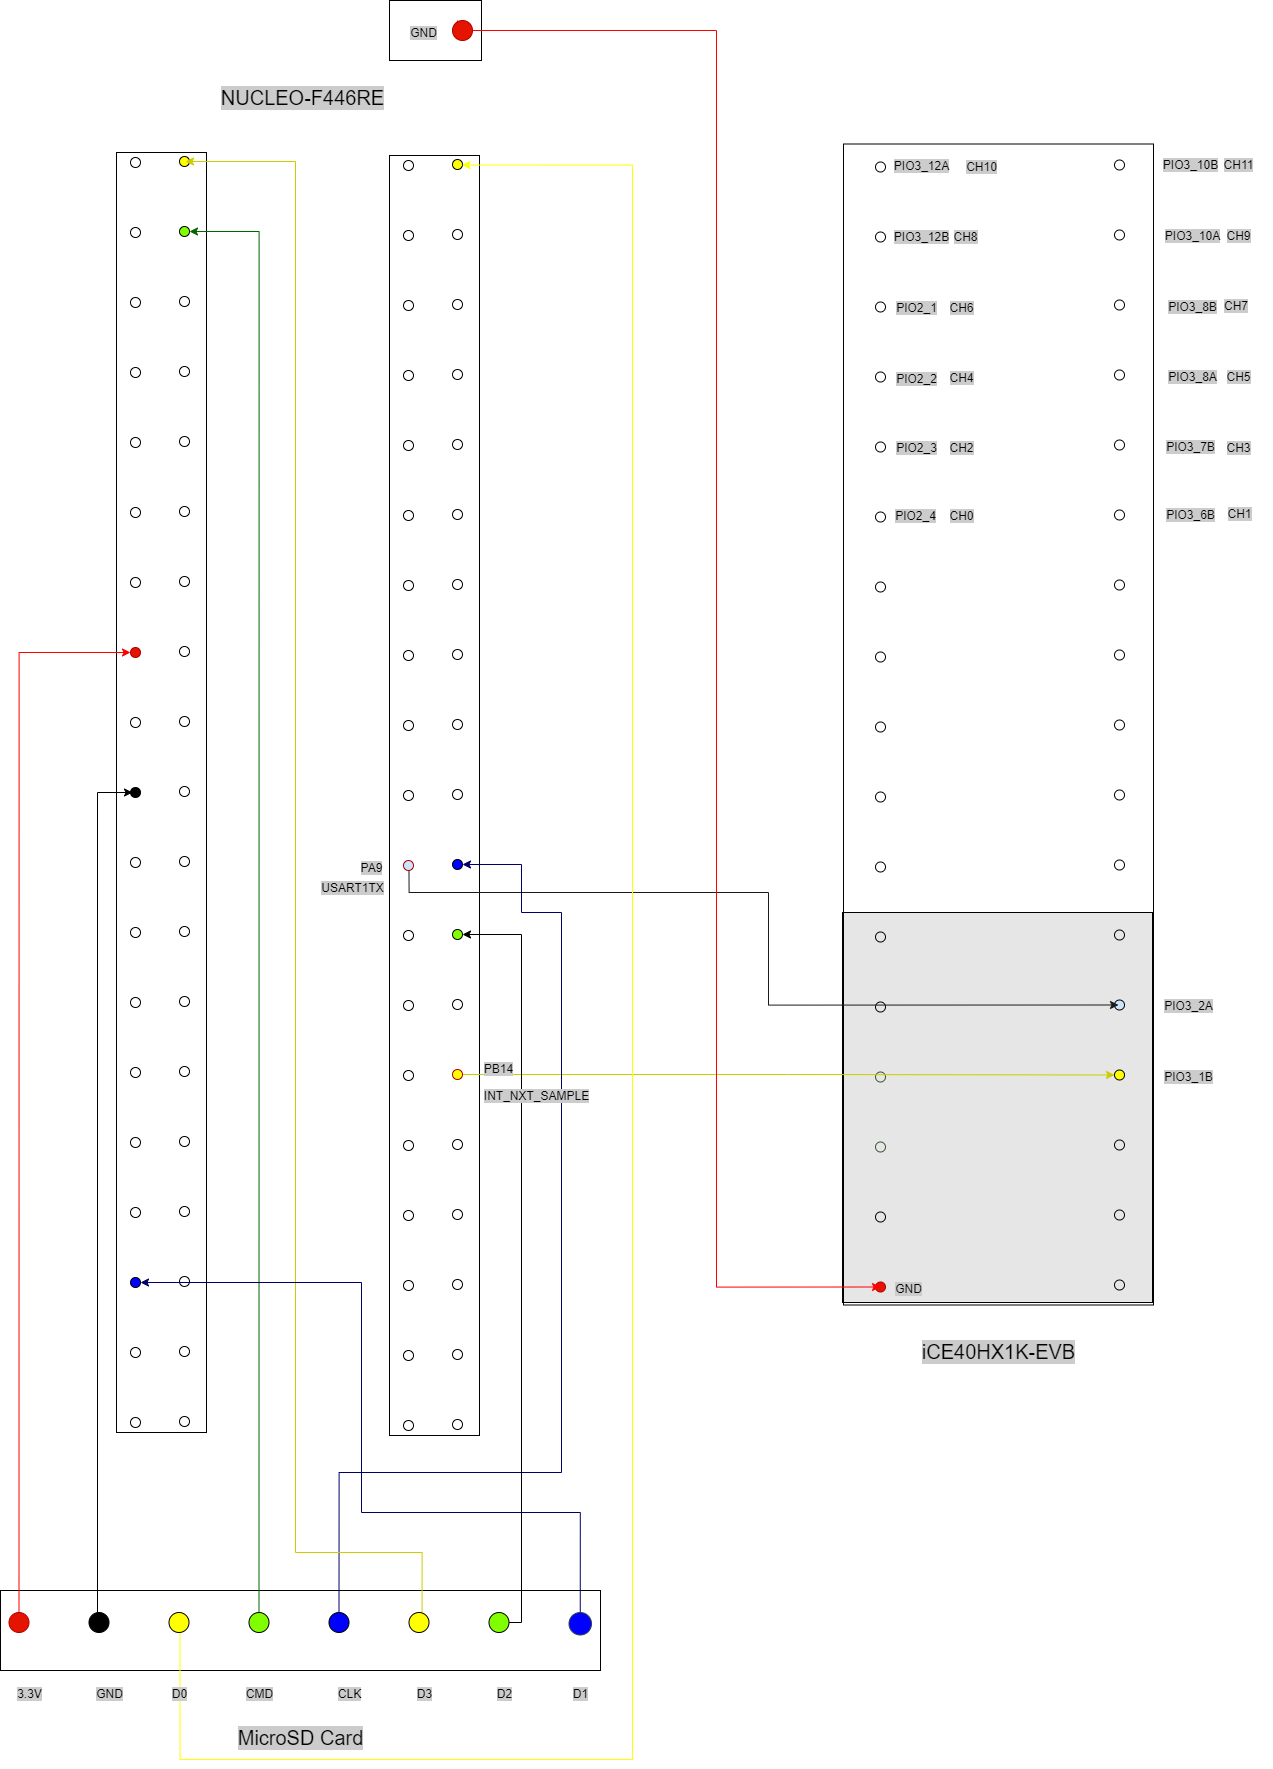 GND
NUCLEO-F446RE
PIO3_12A CH10
PIO3_10B CH11
PIO3_12B CH8
PIO3_10A CH9
PIO2_1 CH6
PIO3_8B CH7
PIO2_2 CH4
PIO3_8A CH5
PIO2_3 CH2
PIO3_7B CH3
PIO2_4 CH0
PIO3_6B CH1
PA9
USART1TX
PIO3_2A
PB14
PIO3_1B
INT_NXT_SAMPLE
GND
iCE40HX1K-EVB
3.3V GND D0 CMD CLK D3 D2 D1
MicroSD Card